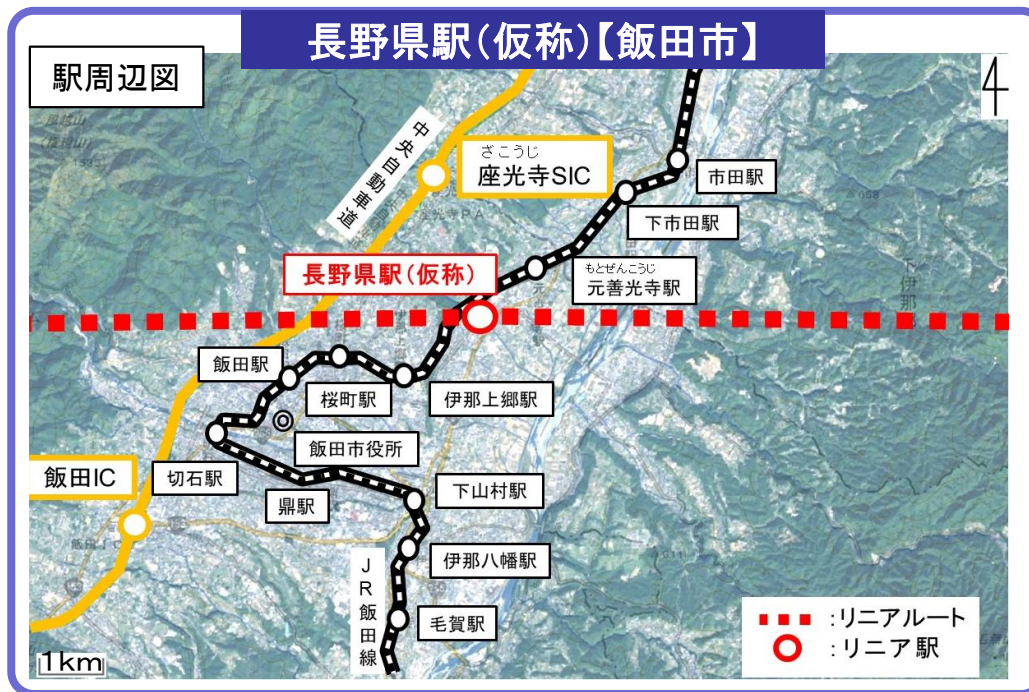 長野県駅(仮称)【飯田市】
駅周辺図
中央自動車道
ざこうじ
座光寺SIC
市田駅
下市田駅
長野県駅(仮称)
もとぜんこうじ
元善光寺駅
飯田駅
桜町駅
伊那上郷駅
飯田市役所
切石駅
飯田IC
鼎駅
下山村駅
伊那八幡駅
JR飯田線
毛賀駅
:リニアルート
:リニア駅
1km